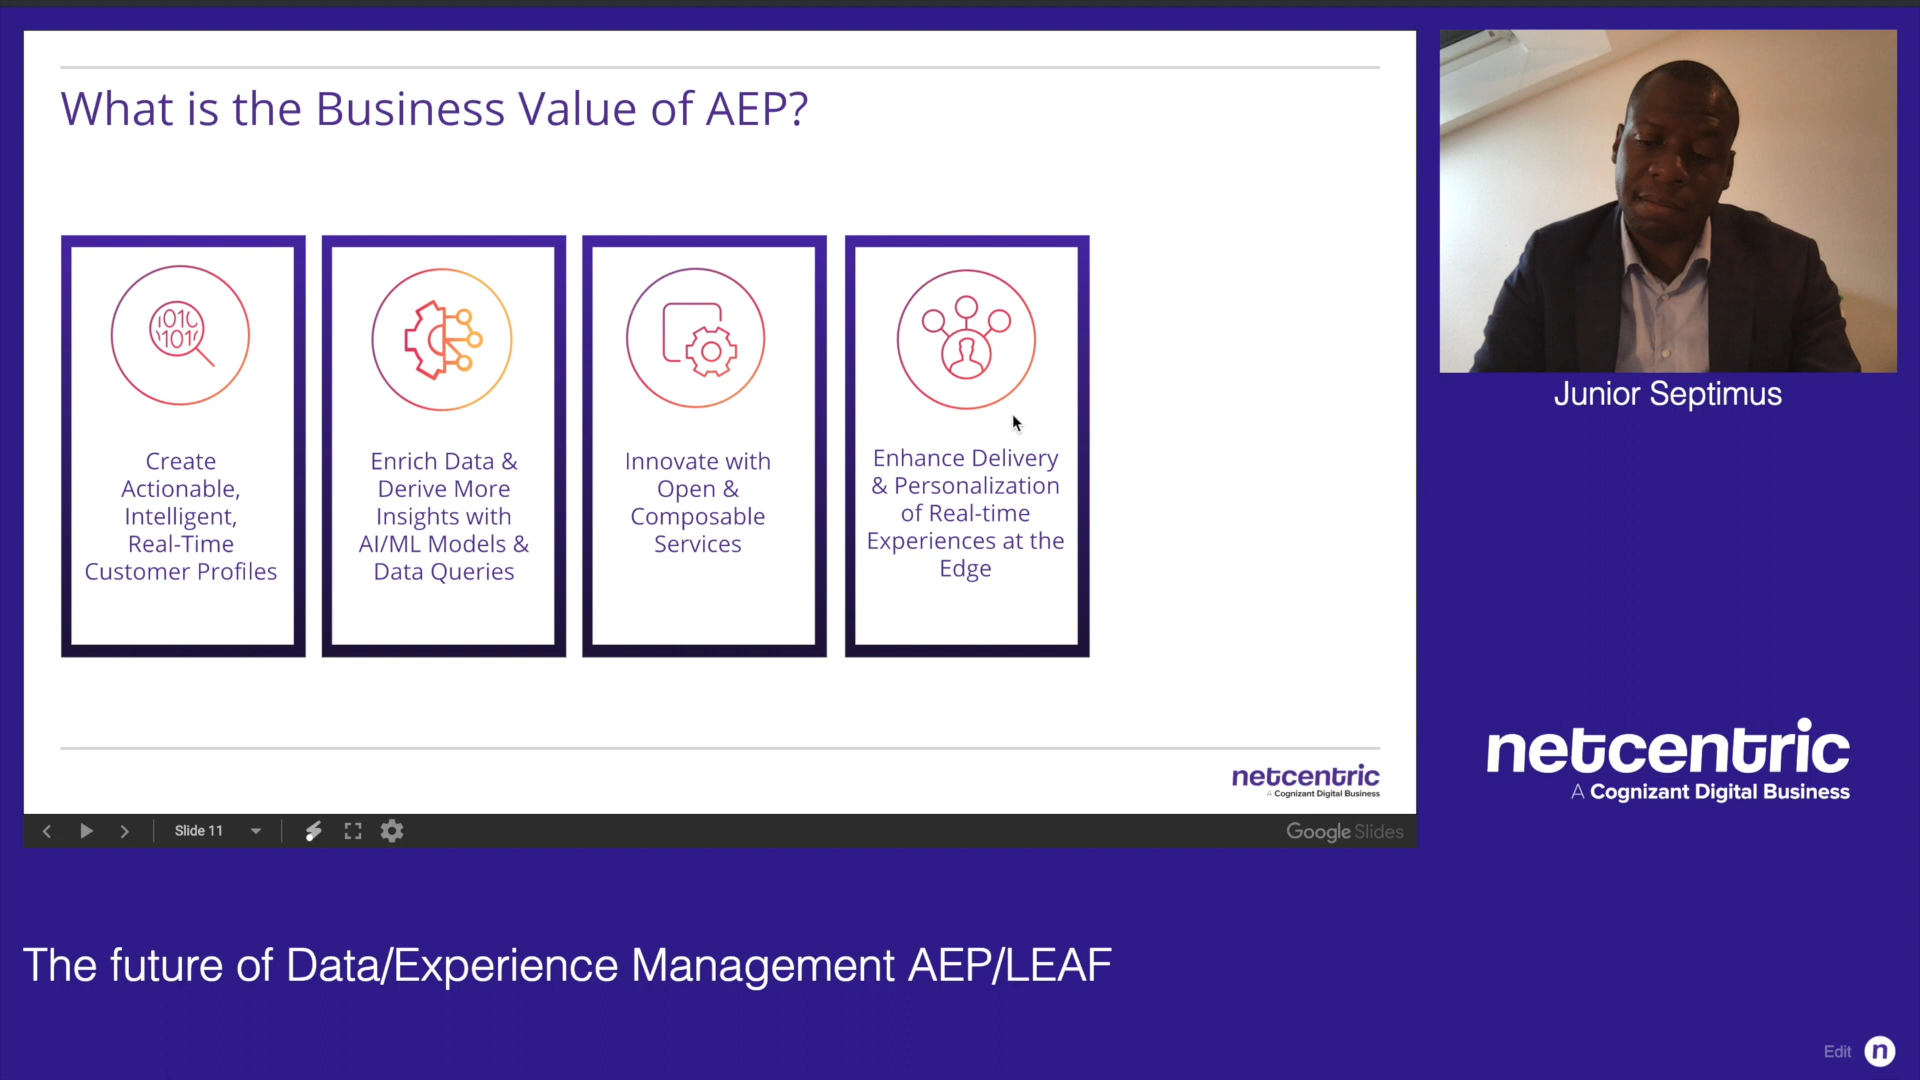 What is the Business Value of AEP?
Create
Actionable,
Intelligent,
Real-Time
Customer Profiles
Enrich Data &
Derive More
Insights with
AI/ML Models &
Data Queries
Innovate with
Open &
Composable
Services
Enhance Delivery
& Personalization
of Real-time
Experiences at the
Edge
netcentric
A Cognizant Digital Business
Slide 11
Google Slides
Junior Septimus
netcentric
A Cognizant Digital Business
The future of Data/Experience Management AEP/LEAF
Edit
n